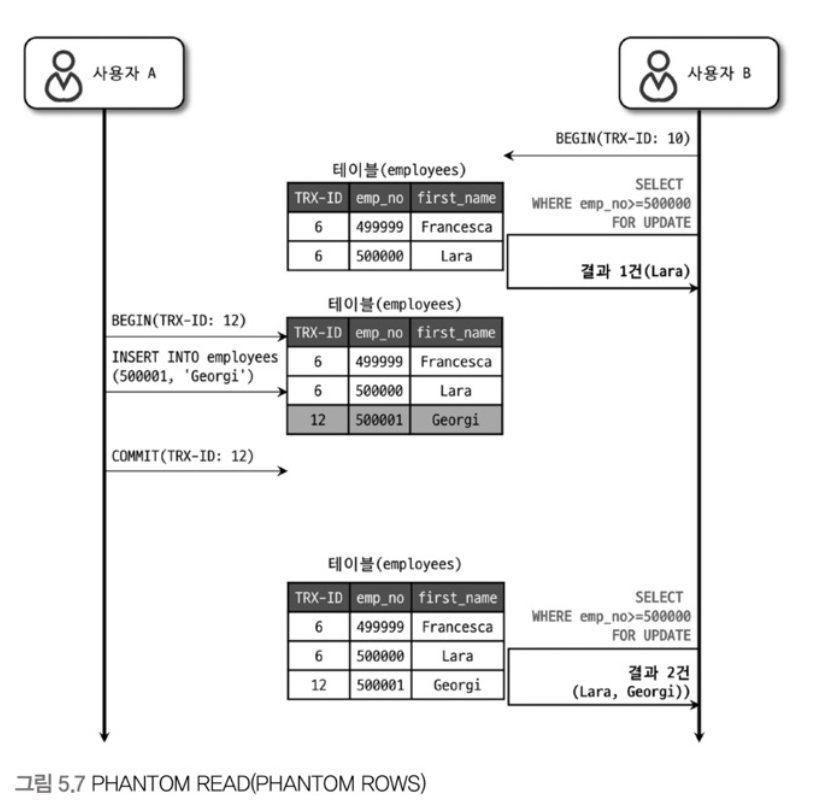 사용자 A
사용자 B
BEGIN(TRX-ID: 10)
테이블(employees)
TRX-ID emp_no first_name
6 499999 Francesca
6 500000 Lara
SELECT
WHERE emp_no>=500000
FOR UPDATE
결과 1건(Lara)
테이블(employees)
BEGIN(TRX-ID: 12)
TRX-ID emp_no first_name
INSERT INTO employees
(500001, 'Georgi')
6 499999 Francesca
6 500000 Lara
12 500001 Georgi
COMMIT(TRX-ID: 12)
테이블(employees)
TRX-ID emp_no first_name
6 499999 Francesca
6 500000 Lara
12 500001 Georgi
SELECT
WHERE emp_no>=500000
FOR UPDATE
결과 2건
(Lara, Georgi))
그림 5.7 PHANTOM READ(PHANTOM ROWS)